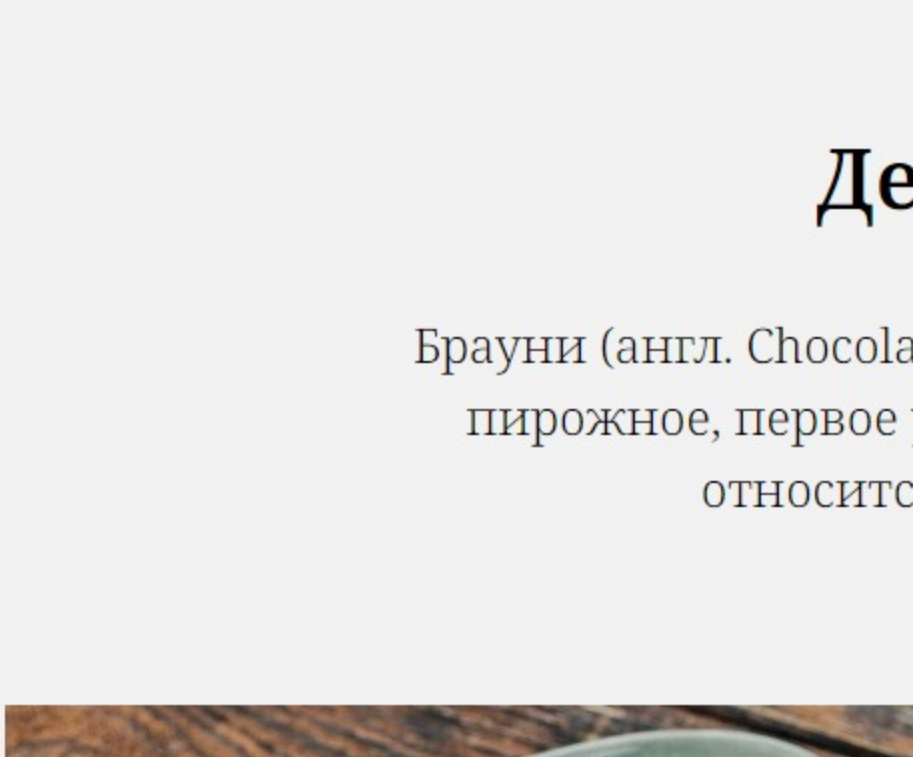 Де
Брауни (англ. Chocola
пирожное, первое
относитс